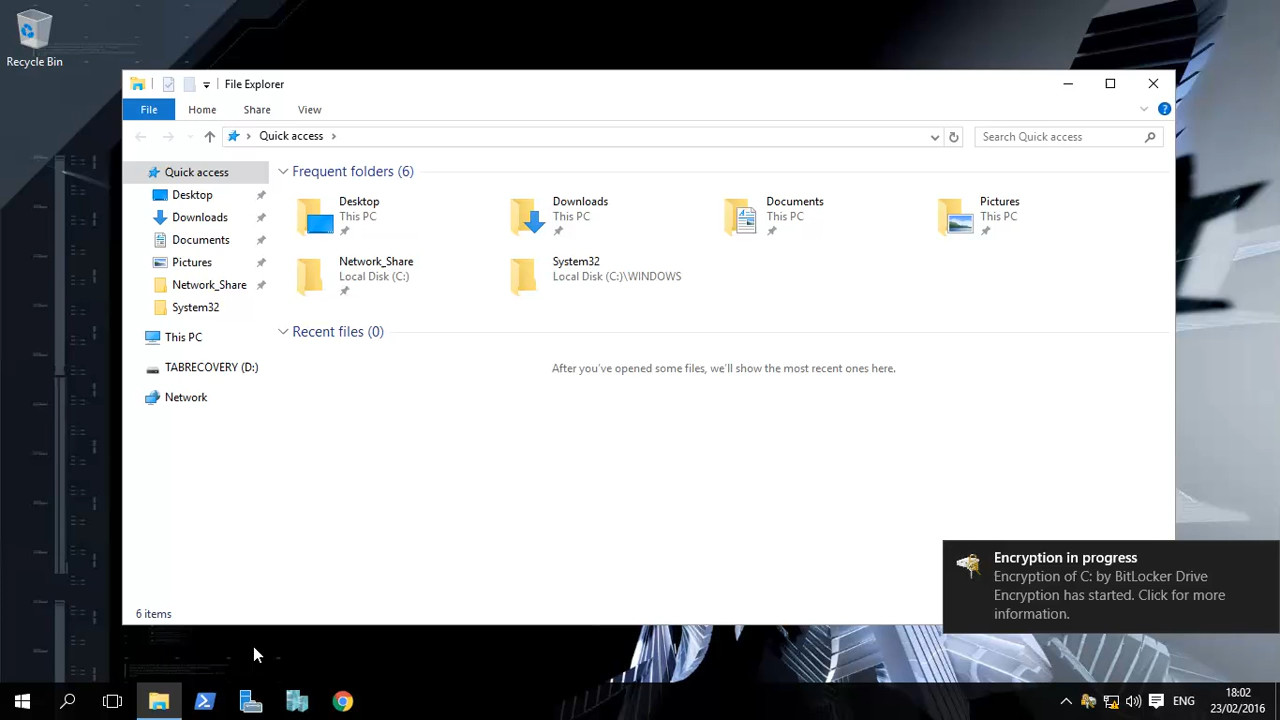 Recycle Bin
File Explorer
File Home Share View
Quick access
Search Quick access
Quick access
Desktop
Downloads
Documents
Pictures
Network_Share
System32
This PC
TABRECOVERY (D:)
Network
Frequent folders (6)
Desktop
This PC
Downloads
This PC
Documents
This PC
Pictures
This PC
Network_Share
Local Disk (C:)
System32
Local Disk (C:)\WINDOWS
Recent files (0)
After you've opened some files, we'll show the most recent ones here.
6 items
Encryption in progress
Encryption of C: by BitLocker Drive
Encryption has started. Click for more
information.
ENG
18:02
23/02/2016